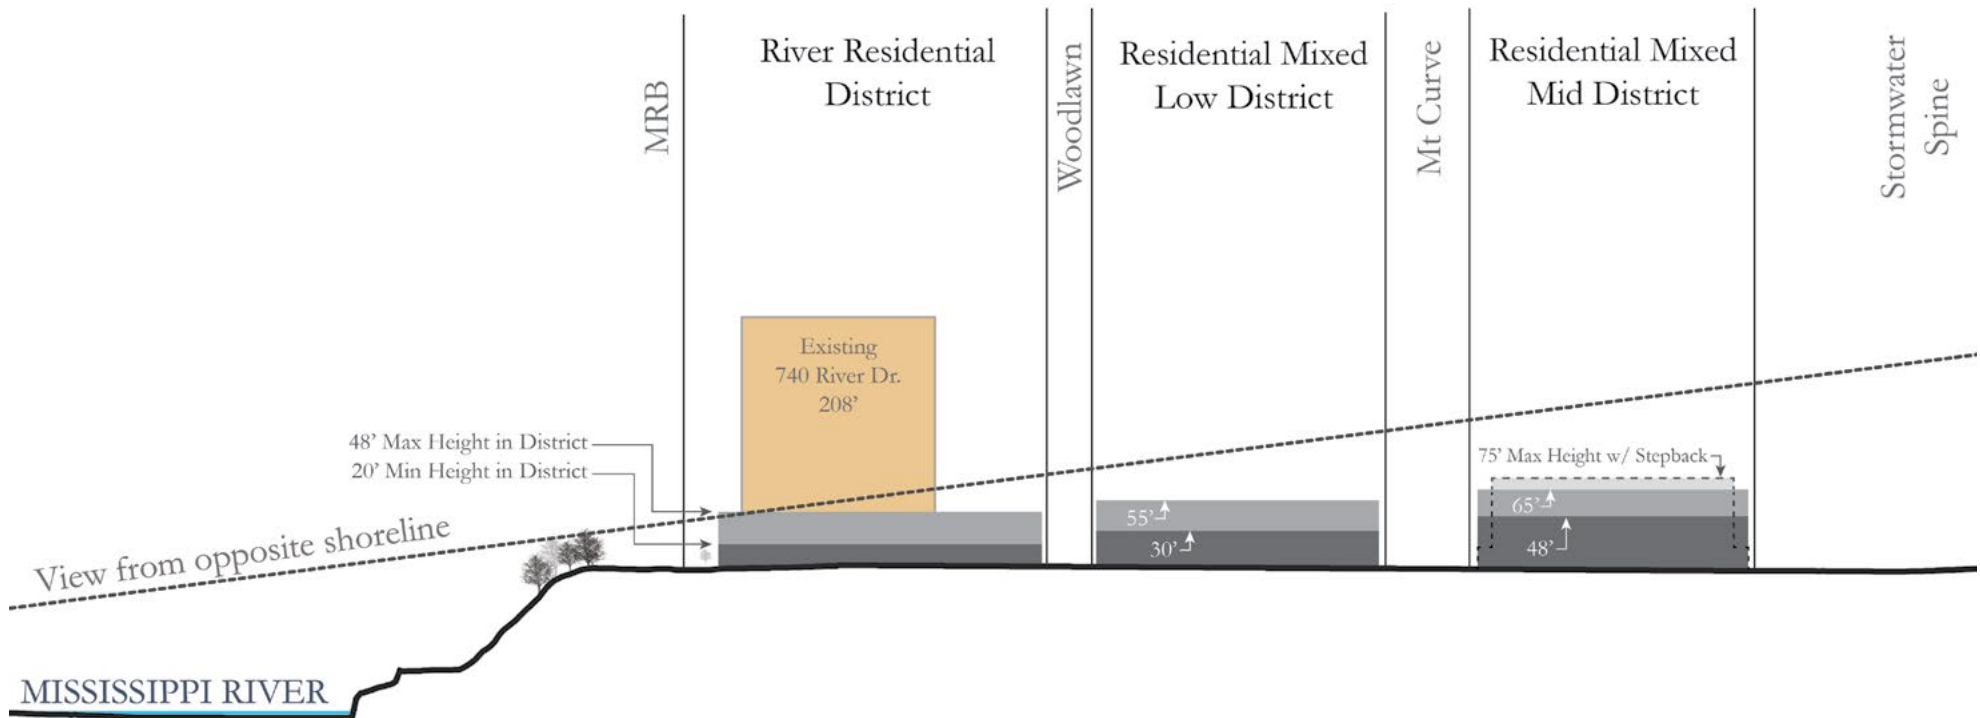 MRB
River Residential
District
Woodlawn
Residential Mixed
Low District
Mt Curve
Residential Mixed
Mid District
Stormwater
Spine
Existing
740 River Dr.
208’
48’ Max Height in District
20’ Min Height in District
55’
30’
75’ Max Height w/ Stepback
65’
48’
View from opposite shoreline
MISSISSIPPI RIVER